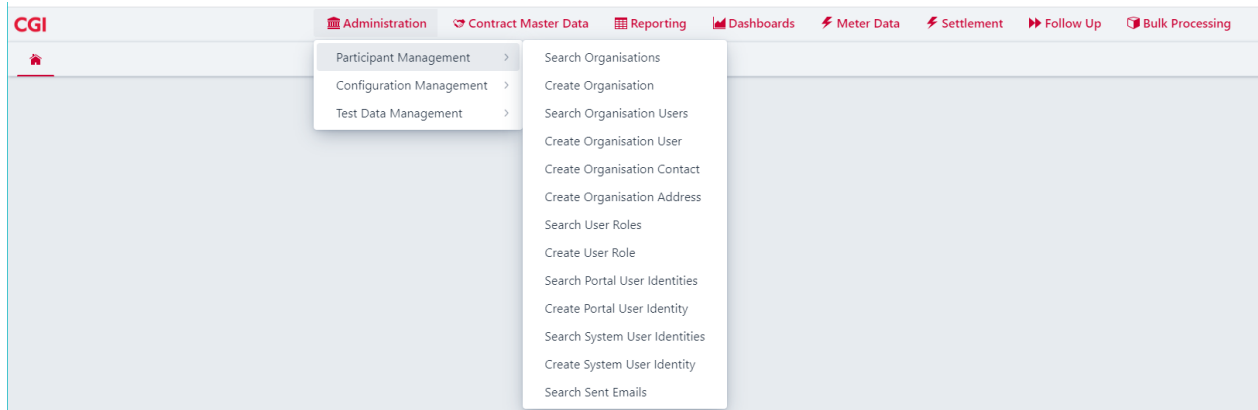 CGI
Administration
Contract Master Data
Reporting
Dashboards
Meter Data
Settlement
Follow Up
Bulk Processing
Participant Management
Configuration Management
Test Data Management
Search Organisations
Create Organisation
Search Organisation Users
Create Organisation User
Create Organisation Contact
Create Organisation Address
Search User Roles
Create User Role
Search Portal User Identities
Create Portal User Identity
Search System User Identities
Create System User Identity
Search Sent Emails